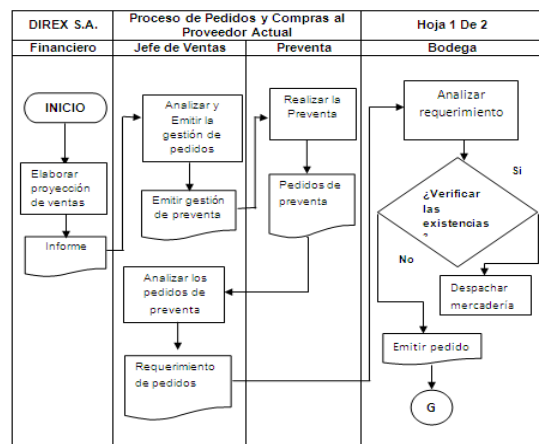 DIREX S.A.
Proceso de Pedidos y Compras al
Proveedor Actual
Hoja 1 De 2
Financiero
Jefe de Ventas
Preventa
Bodega
INICIO
Elaborar
proyección
de ventas
Informe
Analizar y
Emitir la
gestión de
pedidos
Emitir gestión
de preventa
Realizar la
Preventa
Pedidos de
preventa
Analizar los
pedidos de
preventa
Requerimiento
de pedidos
Analizar
requerimiento
Si
¿Verificar
las
existencias
?
No
Despachar
mercadería
Emitir pedido
G